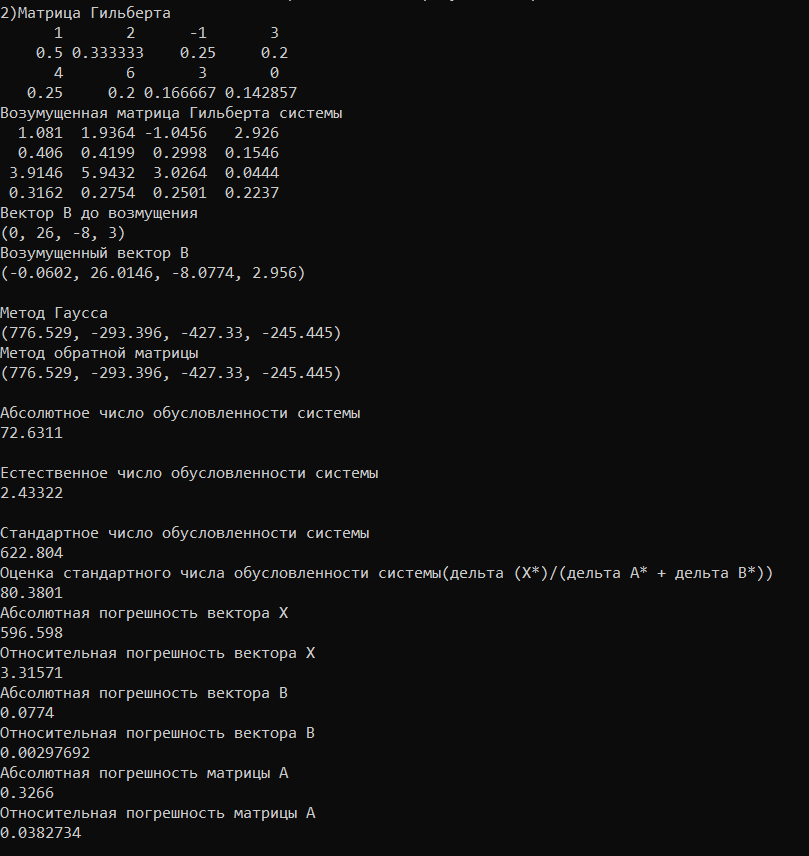 2)Матрица Гильберта
1 2 -1 3
0.5 0.333333 0.25 0.2
4 6 3 0
0.25 0.2 0.166667 0.142857
Возумущенная матрица Гильберта системы
1.081 1.9364 -1.0456 2.926
0.406 0.4199 0.2998 0.1546
3.9146 5.9432 3.0264 0.0444
0.3162 0.2754 0.2501 0.2237
Вектор B до возмущения
(0, 26, -8, 3)
Возумущенный вектор B
(-0.0602, 26.0146, -8.0774, 2.956)
Метод Гаусса
(776.529, -293.396, -427.33, -245.445)
Метод обратной матрицы
(776.529, -293.396, -427.33, -245.445)
Абсолютное число обусловленности системы
72.6311
Естественное число обусловленности системы
2.43322
Стандартное число обусловленности системы
622.804
Оценка стандартного числа обусловленности системы(дельта (X*)/(дельта A* + дельта B*))
80.3801
Абсолютная погрешность вектора X
596.598
Относительная погрешность вектора X
3.31571
Абсолютная погрешность вектора B
0.0774
Относительная погрешность вектора B
0.00297692
Абсолютная погрешность матрицы A
0.3266
Относительная погрешность матрицы A
0.0382734